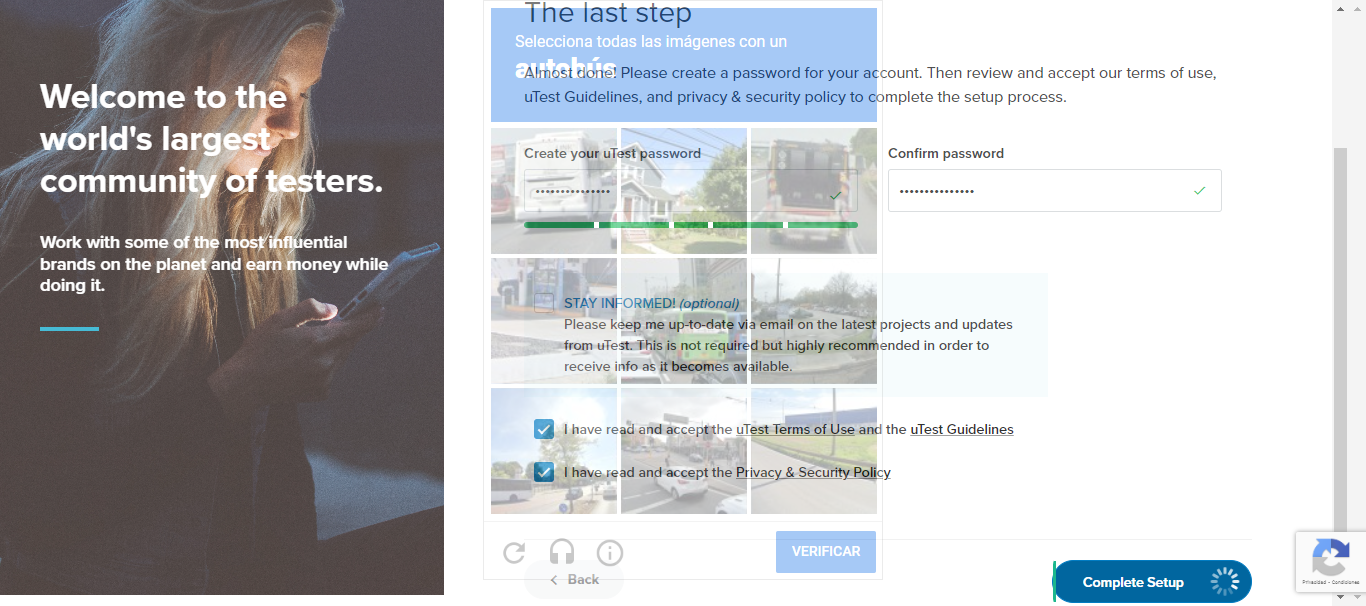 Welcome to the
world's largest
community of testers.
Work with some of the most influential
brands on the planet and earn money while
doing it.
The last step
Selecciona todas las imágenes con un
autobús
Almost done! Please create a password for your account. Then review and accept our terms of use,
uTest Guidelines, and privacy & security policy to complete the setup process.
Create your uTest password
Confirm password
STAY INFORMED! (optional)
Please keep me up-to-date via email on the latest projects and updates
from uTest. This is not required but highly recommended in order to
receive info as it becomes available.
I have read and accept the uTest Terms of Use and the uTest Guidelines
I have read and accept the Privacy & Security Policy
VERIFICAR
Back
Complete Setup
Privacidad - Condiciones